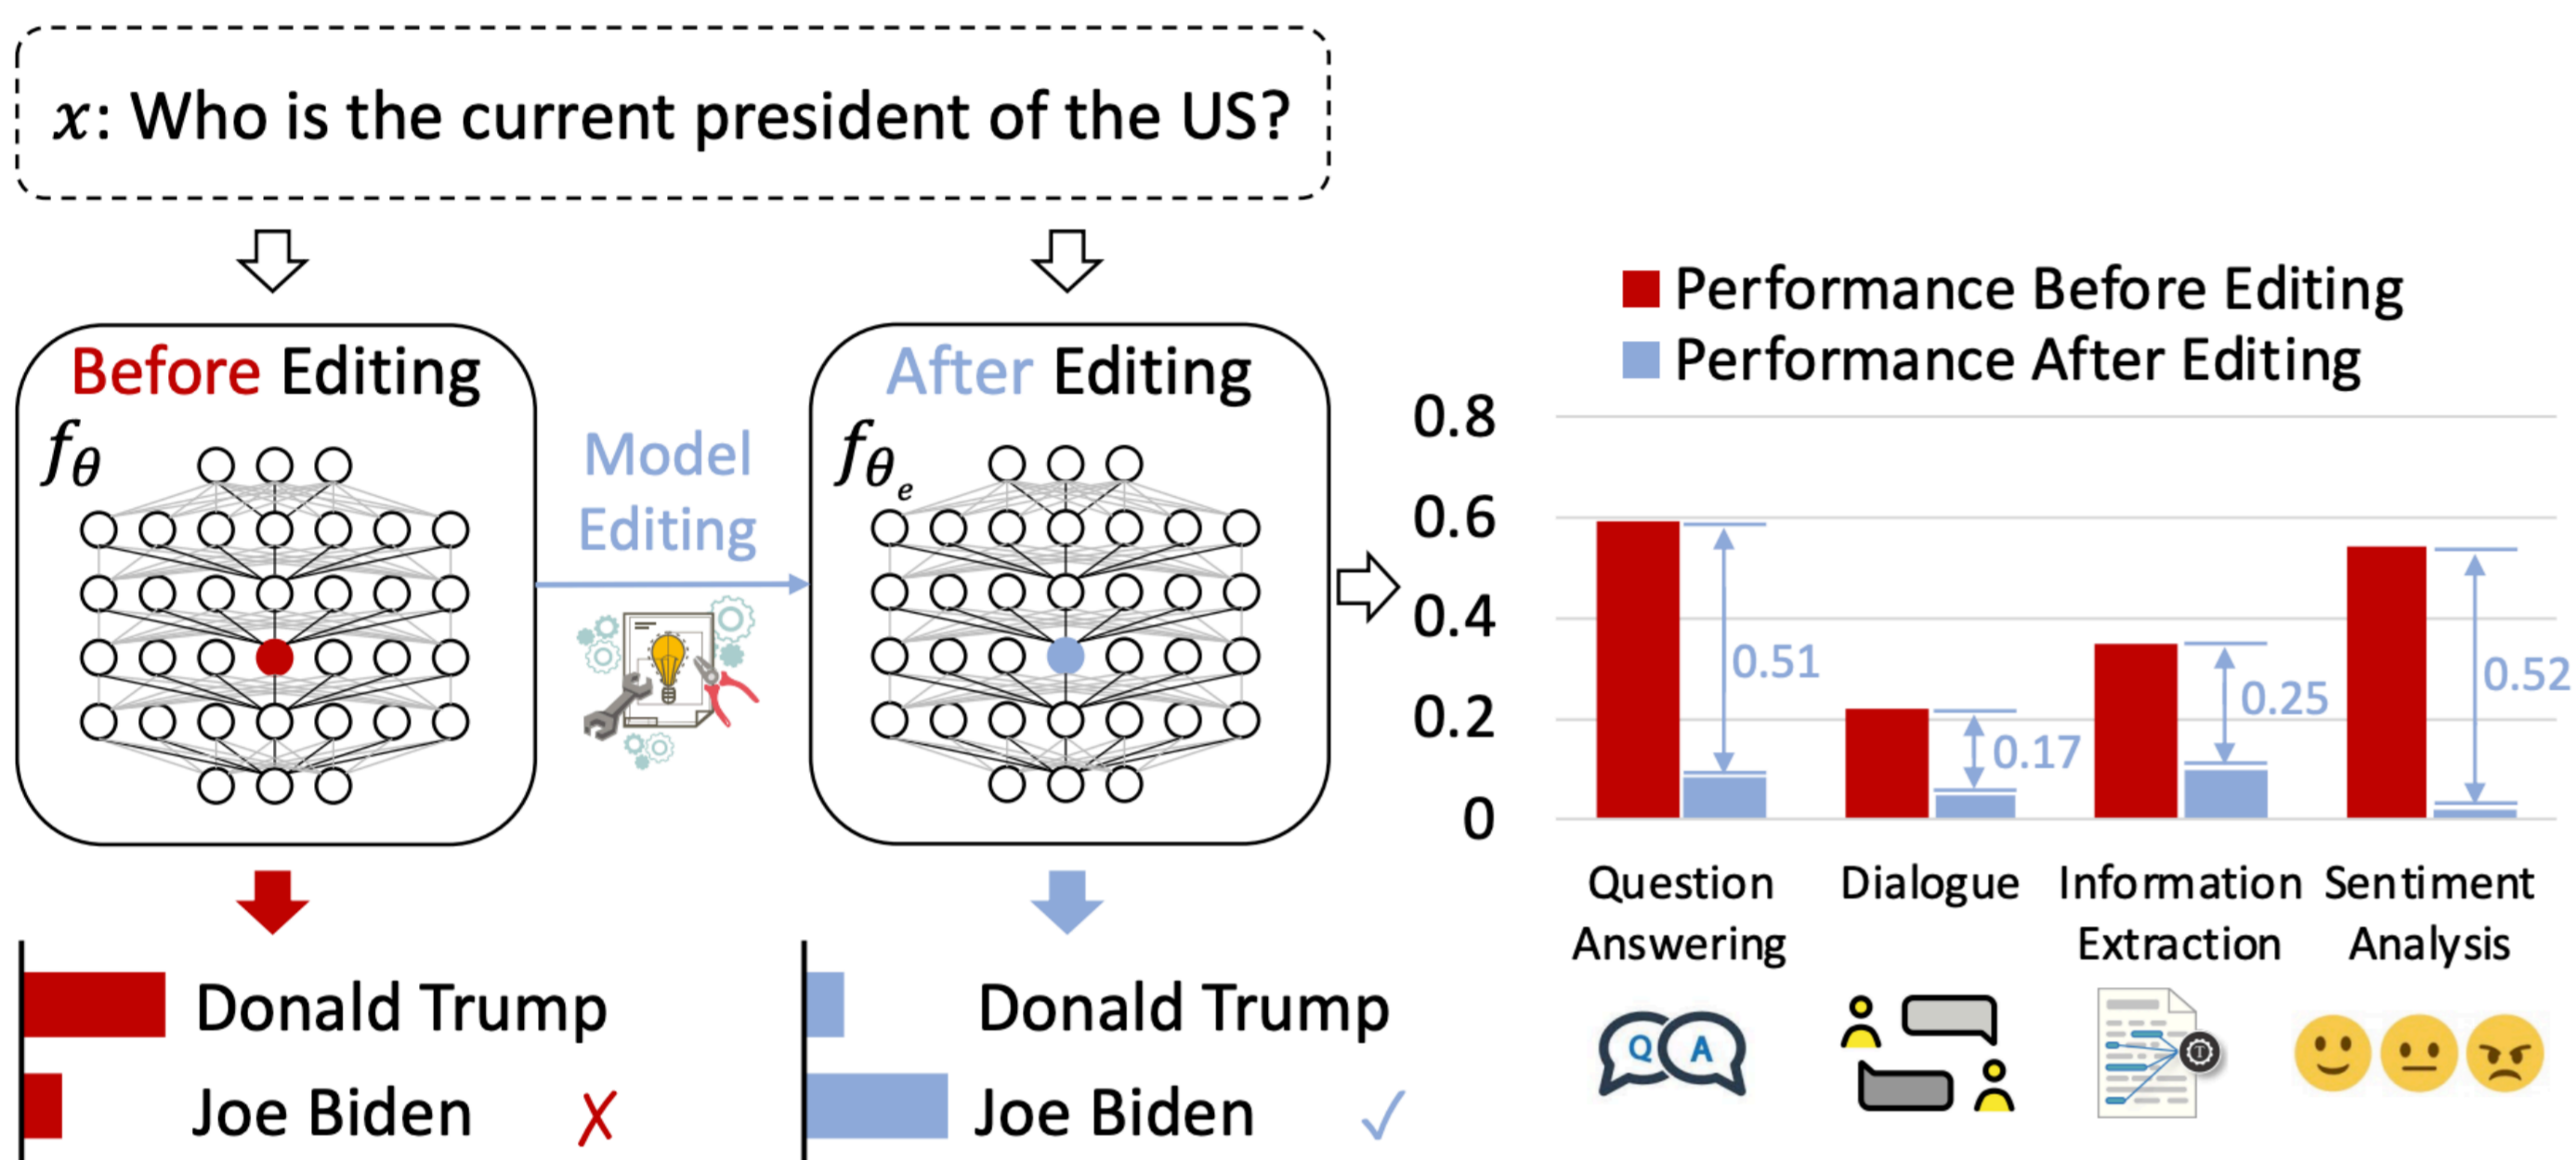 x: Who is the current president of the US?
Before Editing
fθ
Model
Editing
After Editing
fθe
Donald Trump
Joe Biden ✗
Donald Trump
Joe Biden ✓
Performance Before Editing
Performance After Editing
0.8
0.6
0.4
0.2
0
0.51
0.17
0.25
0.52
Question
Answering
Dialogue
Information
Extraction
Sentiment
Analysis
Q A
T